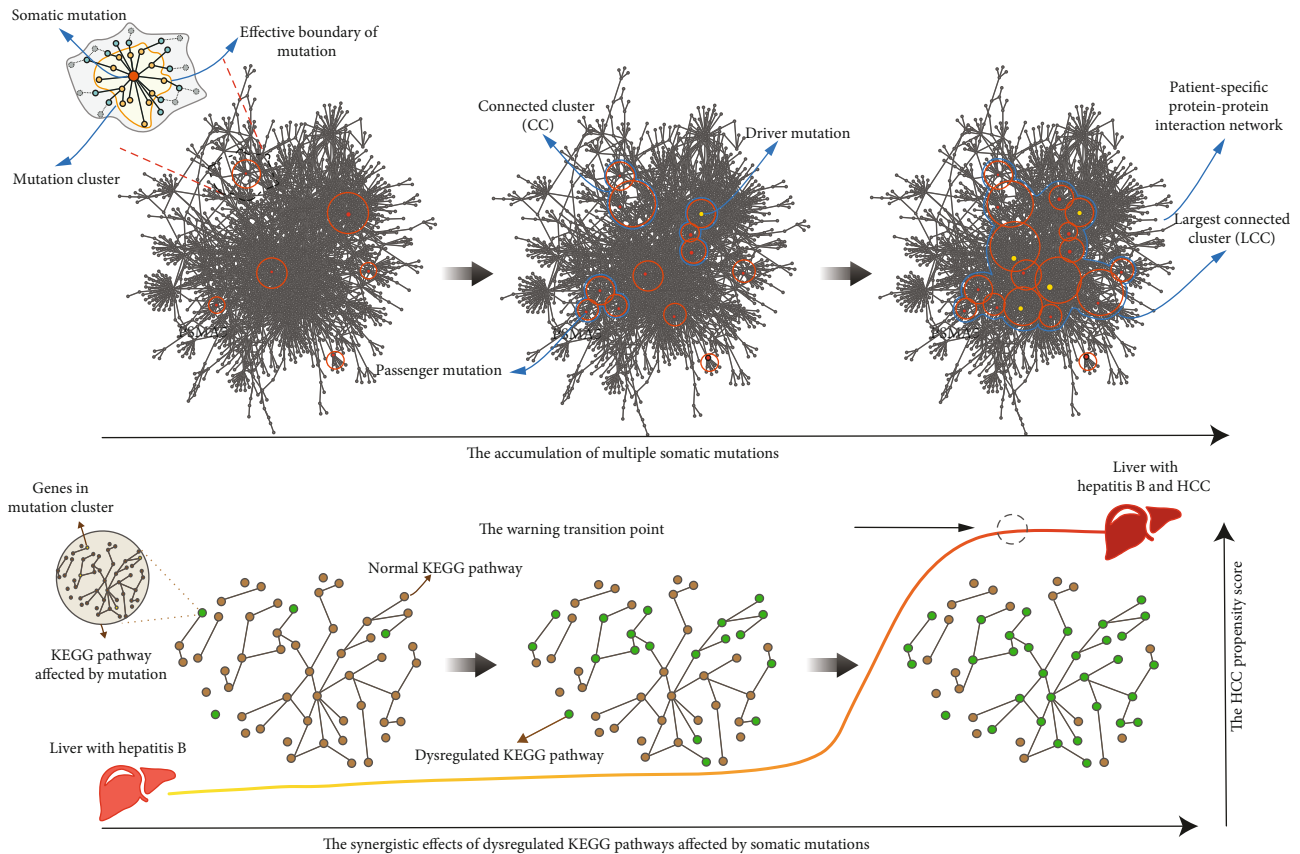 Somatic mutation
Effective boundary of
mutation
Mutation cluster
Connected cluster
(CC)
Driver mutation
Passenger mutation
Patient-specific
protein-protein
interaction network
Largest connected
cluster (LCC)
The accumulation of multiple somatic mutations
Genes in
mutation cluster
KEGG pathway
affected by mutation
Normal KEGG pathway
The warning transition point
Dysregulated KEGG pathway
Liver with hepatitis B
Liver with
hepatitis B and HCC
The HCC propensity score
The synergistic effects of dysregulated KEGG pathways affected by somatic mutations